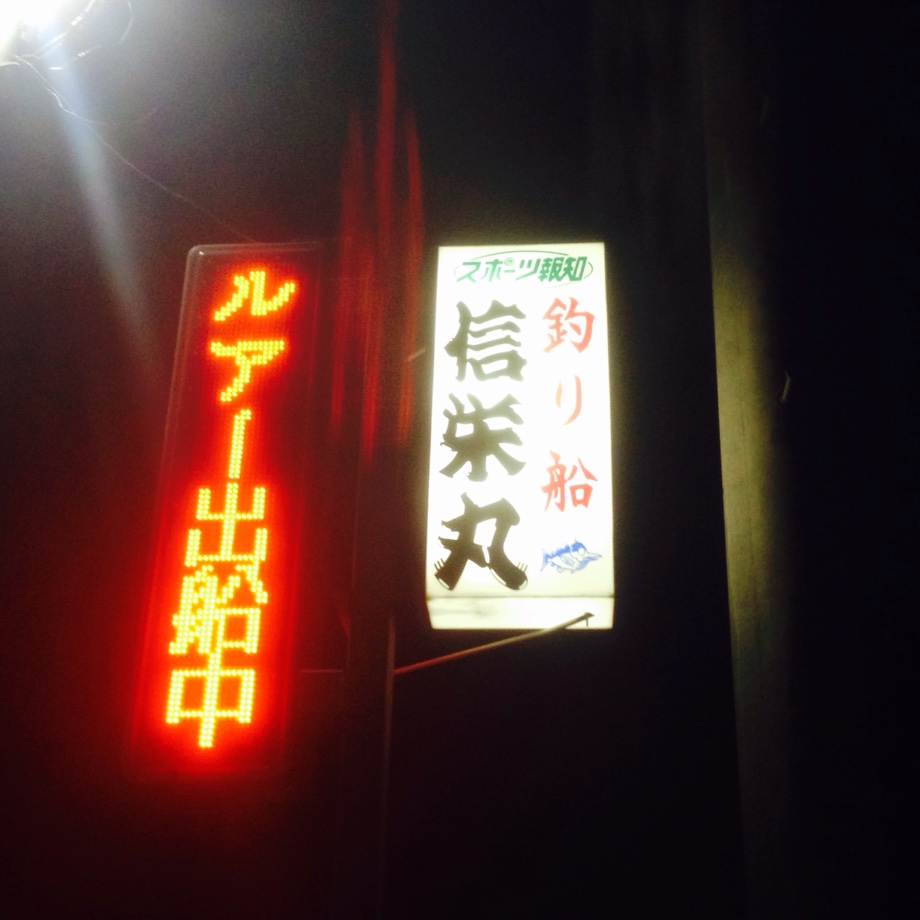 ルアー出船中
スポーツ報知
釣り船
信栄丸